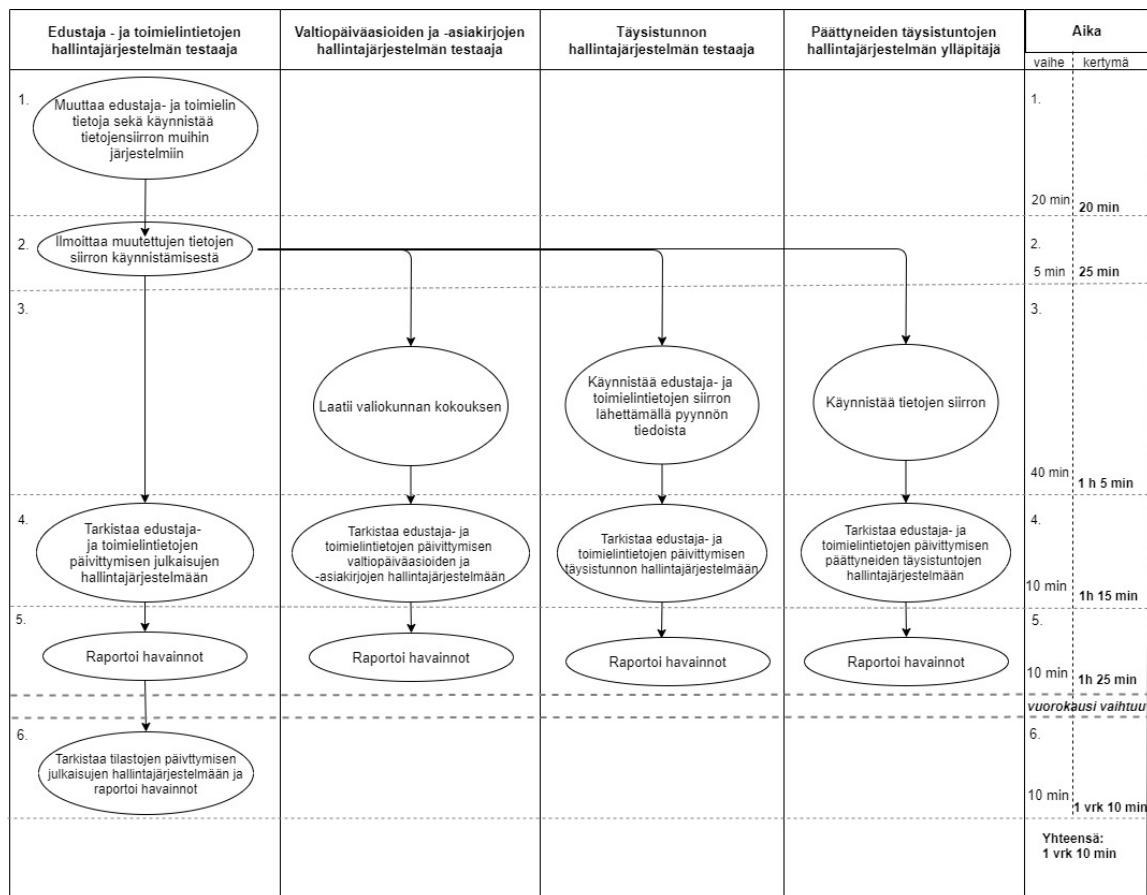 Edustaja - ja toimielintietojen
hallintajärjestelmän testaaja
Valtiopäiväasioiden ja -asiakirjojen
hallintajärjestelmän testaaja
Täysistunnon
hallintajärjestelmän testaaja
Päättyneiden täysistuntojen
hallintajärjestelmän ylläpitäjä
Aika
vaihe
kertymä
1.
Muuttaa edustaja- ja toimielin
tietoja sekä käynnistää
tietojensiirron muihin
järjestelmiin
1.
20 min
20 min
2.
Ilmoittaa muutettujen tietojen
siirron käynnistämisestä
2.
5 min
25 min
3.
Laatii valiokunnan kokouksen
Käynnistää edustaja- ja
toimielintietojen siirron
lähettämällä pyynnön
tiedoista
Käynnistää tietojen siirron
3.
40 min
1 h 5 min
4.
Tarkistaa edustaja-
ja toimielintietojen
päivittymisen julkaisujen
hallintajärjestelmään
Tarkistaa edustaja- ja
toimielintietojen päivittymisen
valtiopäiväasioiden ja
-asiakirjojen hallintajärjestelmään
Tarkistaa edustaja- ja
toimielintietojen päivittymisen
täysistunnon hallintajärjestelmään
Tarkistaa edustaja- ja
toimielintietojen päivittymisen
päättyneiden täysistuntojen
hallintajärjestelmään
4.
10 min
1h 15 min
5.
Raportoi havainnot
Raportoi havainnot
Raportoi havainnot
Raportoi havainnot
5.
10 min
1h 25 min
vuorokausi vaihtuu
6.
Tarkistaa tilastojen päivttymisen
julkaisujen hallintajärjestelmään ja
raportoi havainnot
6.
10 min
1 vrk 10 min
Yhteensä:
1 vrk 10 min